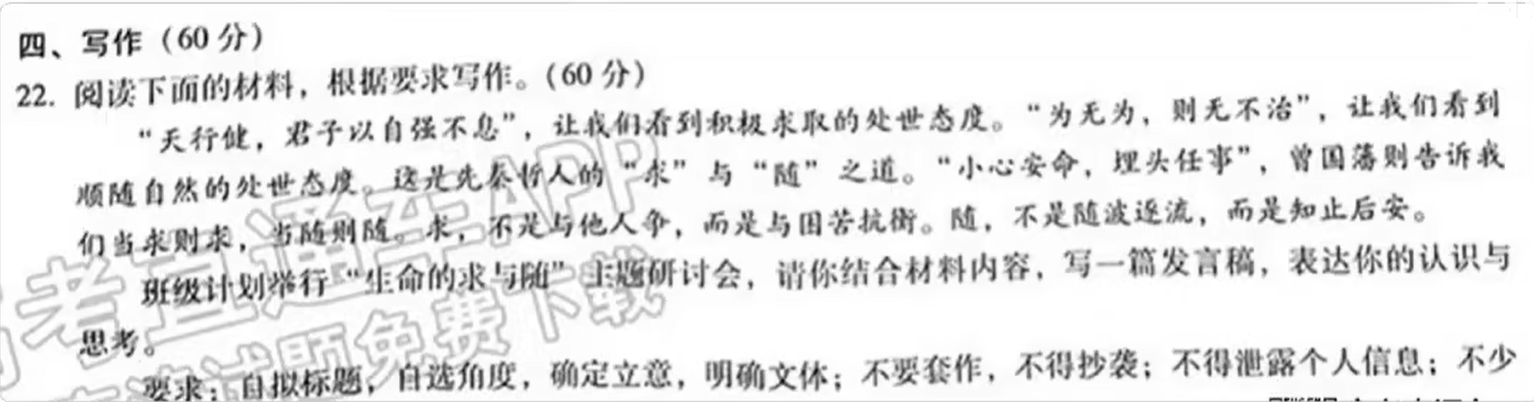 四、写作（60分）
22. 阅读下面的材料，根据要求写作。（60分）
“天行健，君子以自强不息”，让我们看到积极求取的处世态度。“为无为，则无不治”，让我们看到
顺随自然的处世态度。这是先秦哲人的“求”与“随”之道。“小心安命，埋头任事”，曾国藩则告诉我
们当求则求，当随则随。求，不是与他人争，而是与困苦抗衡。随，不是随波逐流，而是知止后安。
班级计划举行“生命的求与随”主题研讨会，请你结合材料内容，写一篇发言稿，表达你的认识与
思考。
要求：自拟标题，自选角度，确定立意，明确文体；不要套作，不得抄袭；不得泄露个人信息；不少
考直通车APP
试题免费下载